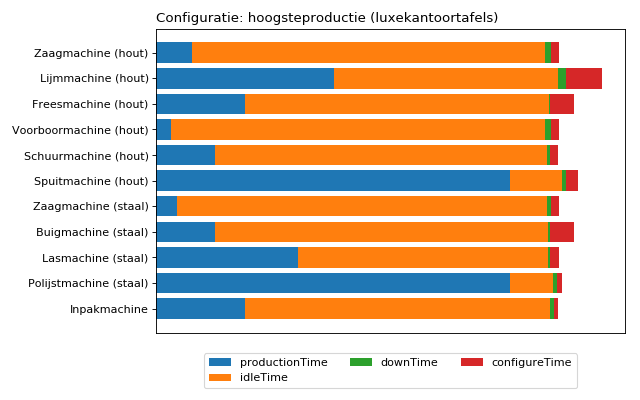 Configuratie: hoogsteproductie (luxekantoortafels)
Zaagmachine (hout)
Lijmmachine (hout)
Freesmachine (hout)
Voorboormachine (hout)
Schuurmachine (hout)
Spuitmachine (hout)
Zaagmachine (staal)
Buigmachine (staal)
Lasmachine (staal)
Polijstmachine (staal)
Inpakmachine
productionTime downTime configureTime
idleTime